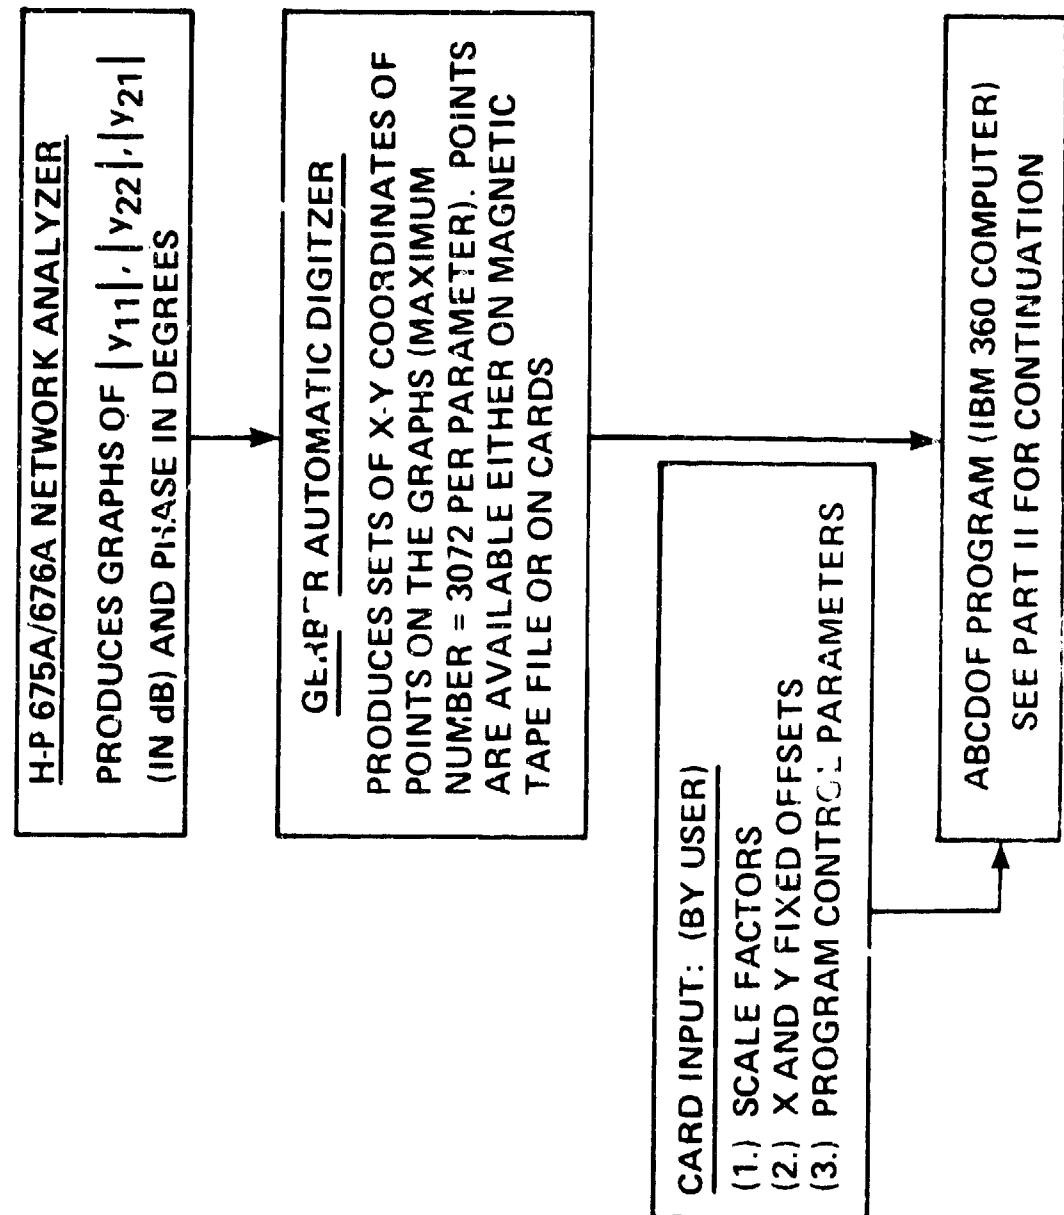 H-P 675A/676A NETWORK ANALYZER
PRODUCES GRAPHS OF |y11|, |y22|, |y21|
(IN dB) AND PHASE IN DEGREES
GERBER AUTOMATIC DIGITZER
PRODUCES SETS OF X-Y COORDINATES OF
POINTS ON THE GRAPHS (MAXIMUM
NUMBER = 3072 PER PARAMETER). POINTS
ARE AVAILABLE EITHER ON MAGNETIC
TAPE FILE OR ON CARDS
CARD INPUT: (BY USER)
(1.) SCALE FACTORS
(2.) X AND Y FIXED OFFSETS
(3.) PROGRAM CONTROL PARAMETERS
ABCDOF PROGRAM (IBM 360 COMPUTER)
SEE PART II FOR CONTINUATION